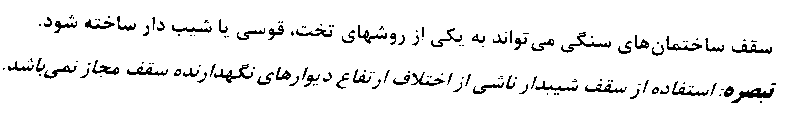 سقف ساختمان‌های سنگی می‌تواند به یکی از روشهای تخت، قوسی یا شیب دار ساخته شود.
تبصره: استفاده از سقف شیبدار ناشی از اختلاف ارتفاع دیوارهای نگهدارنده سقف مجاز نمی‌باشد.